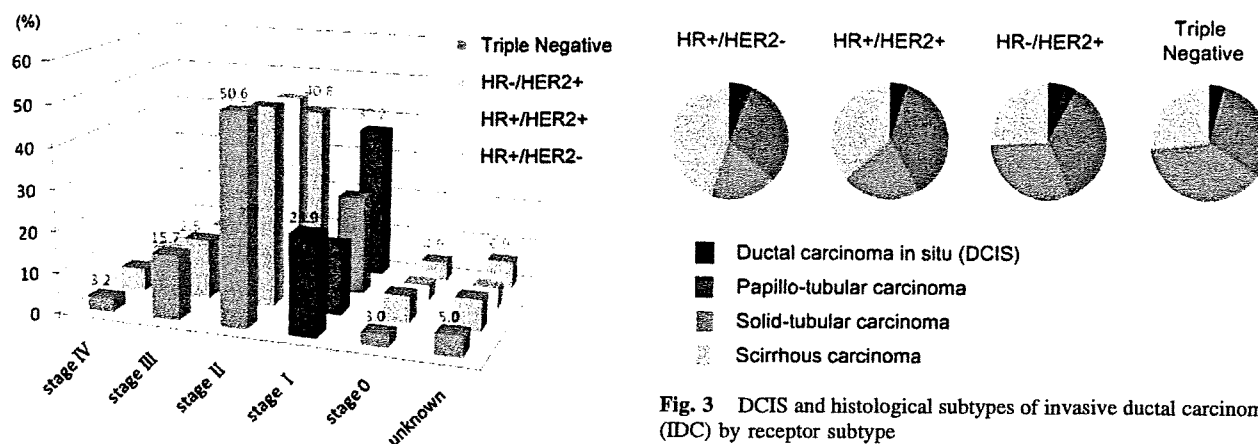 (%)
60
50
40
30
20
10
0
Triple Negative
HR-/HER2+
HR+/HER2+
HR+/HER2-
50.6
40.8
15.7
3.2
3.0
5.0
stage IV
stage III
stage II
stage I
stage 0
unknown
HR+/HER2-
HR+/HER2+
HR-/HER2+
Triple
Negative
Ductal carcinoma in situ (DCIS)
Papillo-tubular carcinoma
Solid-tubular carcinoma
Scirrhous carcinoma
Fig. 3 DCIS and histological subtypes of invasive ductal carcinom
(IDC) by receptor subtype